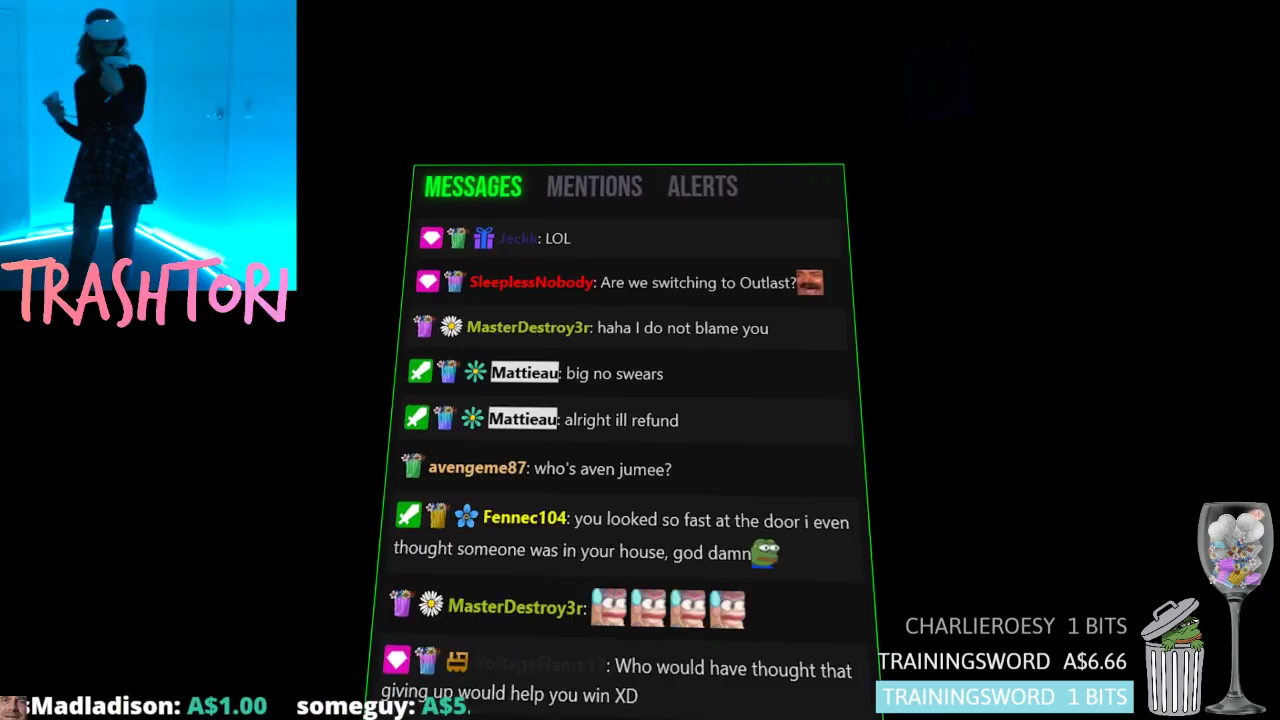 MESSAGES MENTIONS ALERTS
Jeckk: LOL
SleeplessNobody: Are we switching to Outlast?
MasterDestroy3r: haha I do not blame you
Mattieau: big no swears
Mattieau: alright ill refund
avengeme87: who's aven jumee?
Fennec104: you looked so fast at the door i even
thought someone was in your house, god damn
MasterDestroy3r:
: Who would have thought that
giving up would help you win XD
TRASHTORI
CHARLIEROESY 1 BITS
TRAININGSWORD A$6.66
TRAININGSWORD 1 BITS
sMadladison: A$1.00 someguy: A$5.